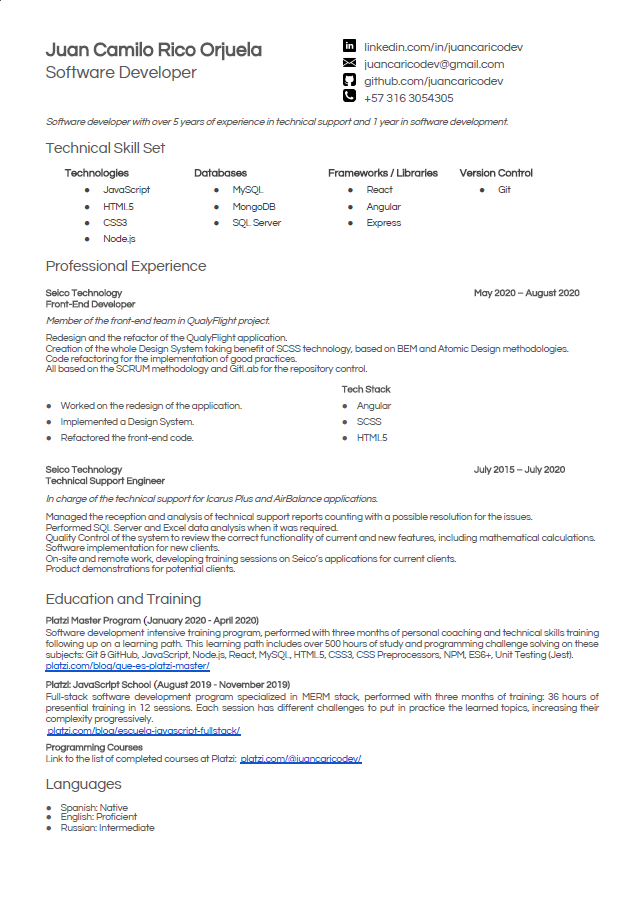 Juan Camilo Rico Orjuela
Software Developer
linkedin.com/in/juancaricodev
juancaricodev@gmail.com
github.com/juancaricodev
+57 316 3054305
Software developer with over 5 years of experience in technical support and 1 year in software development.
Technical Skill Set
Technologies
● JavaScript
● HTML5
● CSS3
● Node.js
Databases
● MySQL
● MongoDB
● SQL Server
Frameworks / Libraries
● React
● Angular
● Express
Version Control
● Git
Professional Experience
Seico Technology May 2020 – August 2020
Front-End Developer
Member of the front-end team in QualyFlight project.
Redesign and the refactor of the QualyFlight application.
Creation of the whole Design System taking benefit of SCSS technology, based on BEM and Atomic Design methodologies.
Code refactoring for the implementation of good practices.
All based on the SCRUM methodology and GitLab for the repository control.
● Worked on the redesign of the application.
● Implemented a Design System.
● Refactored the front-end code.
Tech Stack
● Angular
● SCSS
● HTML5
Seico Technology July 2015 – July 2020
Technical Support Engineer
In charge of the technical support for Icarus Plus and AirBalance applications.
Managed the reception and analysis of technical support reports counting with a possible resolution for the issues.
Performed SQL Server and Excel data analysis when it was required.
Quality Control of the system to review the correct functionality of current and new features, including mathematical calculations.
Software implementation for new clients.
On-site and remote work, developing training sessions on Seico's applications for current clients.
Product demonstrations for potential clients.
Education and Training
Platzi Master Program (January 2020 - April 2020)
Software development intensive training program, performed with three months of personal coaching and technical skills training
following up on a learning path. This learning path includes over 500 hours of study and programming challenge solving on these
subjects: Git & GitHub, JavaScript, Node.js, React, MySQL, HTML5, CSS3, CSS Preprocessors, NPM, ES6+, Unit Testing (Jest).
platzi.com/blog/que-es-platzi-master/
Platzi: JavaScript School (August 2019 - November 2019)
Full-stack software development program specialized in MERM stack, performed with three months of training: 36 hours of
presential training in 12 sessions. Each session has different challenges to put in practice the learned topics, increasing their
complexity progressively.
platzi.com/blog/escuela-javascript-fullstack/
Programming Courses
Link to the list of completed courses at Platzi: platzi.com/@juancaricodev/
Languages
● Spanish: Native
● English: Proficient
● Russian: Intermediate